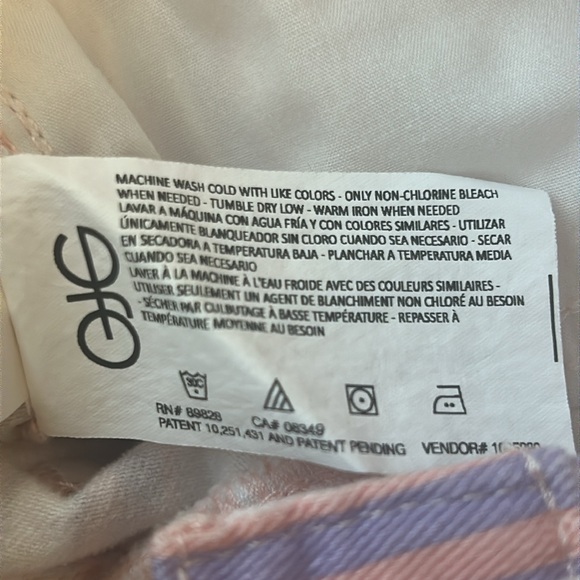 MACHINE WASH COLD WITH LIKE COLORS - ONLY NON-CHLORINE BLEACH
WHEN NEEDED - TUMBLE DRY LOW - WARM IRON WHEN NEEDED
LAVAR A MÁQUINA CON AGUA FRÍA Y CON COLORES SIMILARES - UTILIZAR
ÚNICAMENTE BLANQUEADOR SIN CLORO CUANDO SEA NECESARIO - SECAR
EN SECADORA A TEMPERATURA BAJA - PLANCHAR A TEMPERATURA MEDIA
CUANDO SEA NECESARIO
LAVER À LA MACHINE À L'EAU FROIDE AVEC DES COULEURS SIMILAIRES -
UTILISER SEULEMENT UN AGENT DE BLANCHIMENT NON CHLORÉ AU BESOIN
- SÉCHER PAR CULBUTAGE À BASSE TEMPÉRATURE - REPASSER À
TEMPÉRATURE MOYENNE AU BESOIN
30C
RN# 89828 CA# 08349
PATENT 10,251,431 AND PATENT PENDING VENDOR#